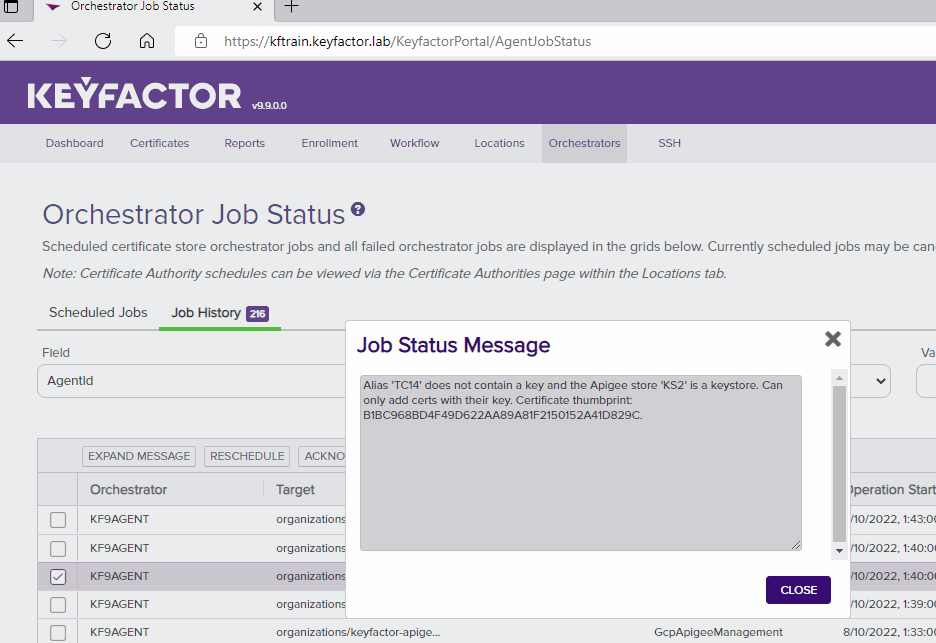 Orchestrator Job Status
https://kftrain.keyfactor.lab/KeyfactorPortal/AgentJobStatus
KEYFACTOR v9.9.0.0
Dashboard Certificates Reports Enrollment Workflow Locations Orchestrators SSH
Orchestrator Job Status ?
Scheduled certificate store orchestrator jobs and all failed orchestrator jobs are displayed in the grids below. Currently scheduled jobs may be can
Note: Certificate Authority schedules can be viewed via the Certificate Authorities page within the Locations tab.
Scheduled Jobs Job History 216
Field
Va
AgentId
Job Status Message
Alias 'TC14' does not contain a key and the Apigee store 'KS2' is a keystore. Can
only add certs with their key. Certificate thumbprint:
B1BC968BD4F49D622AA89A81F2150152A41D829C.
CLOSE
EXPAND MESSAGE RESCHEDULE ACKNO
Orchestrator Target Operation Start
KF9AGENT organizations /10/2022, 1:43:0
KF9AGENT organizations /10/2022, 1:40:0
KF9AGENT organizations /10/2022, 1:40:0
KF9AGENT organizations /10/2022, 1:39:0
KF9AGENT organizations/keyfactor-apige... GcpApigeeManagement 8/10/2022, 1:33:0